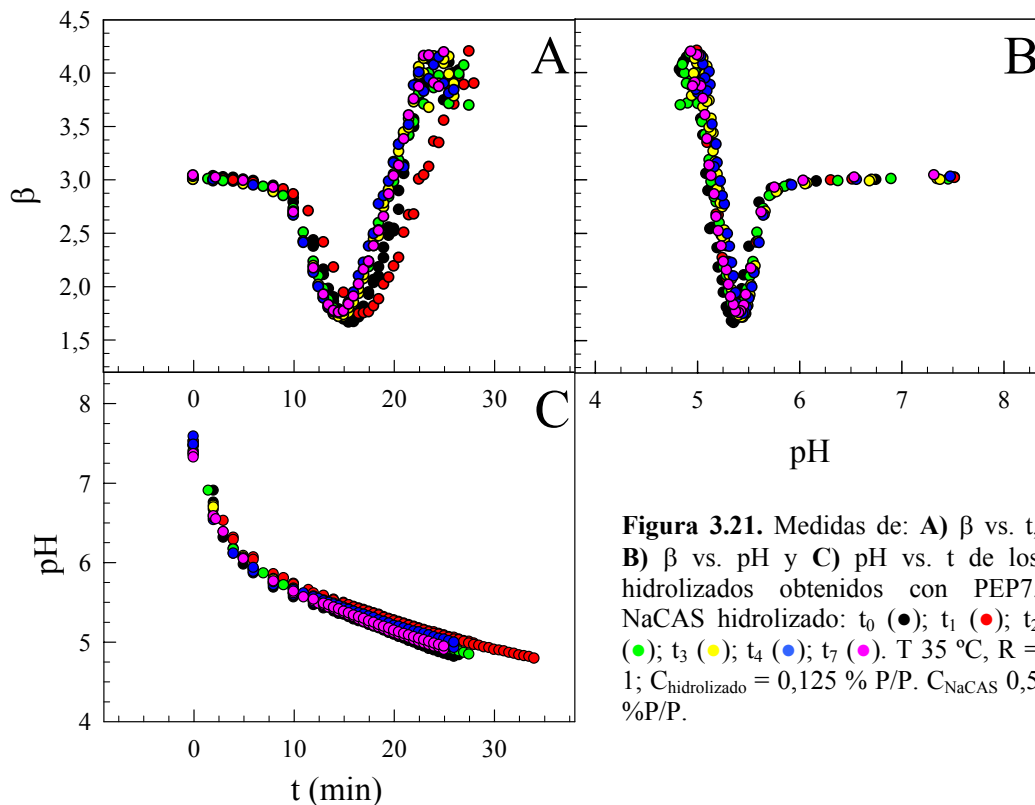 4,5
4,0
3,5
3,0
2,5
2,0
1,5
β
A
B
0 10 20 30
4 5 6 7 8
pH
C
8
7
6
5
4
pH
0 10 20 30
t (min)
Figura 3.21. Medidas de: A) β vs. t,
B) β vs. pH y C) pH vs. t de los
hidrolizados obtenidos con PEP7.
NaCAS hidrolizado: t₀ (●); t₁ (●); t₂
(●); t₃ (●); t₄ (●); t₇ (●). T 35 ºC, R =
1; C hidrolizado = 0,125 % P/P. C NaCAS 0,5
%P/P.